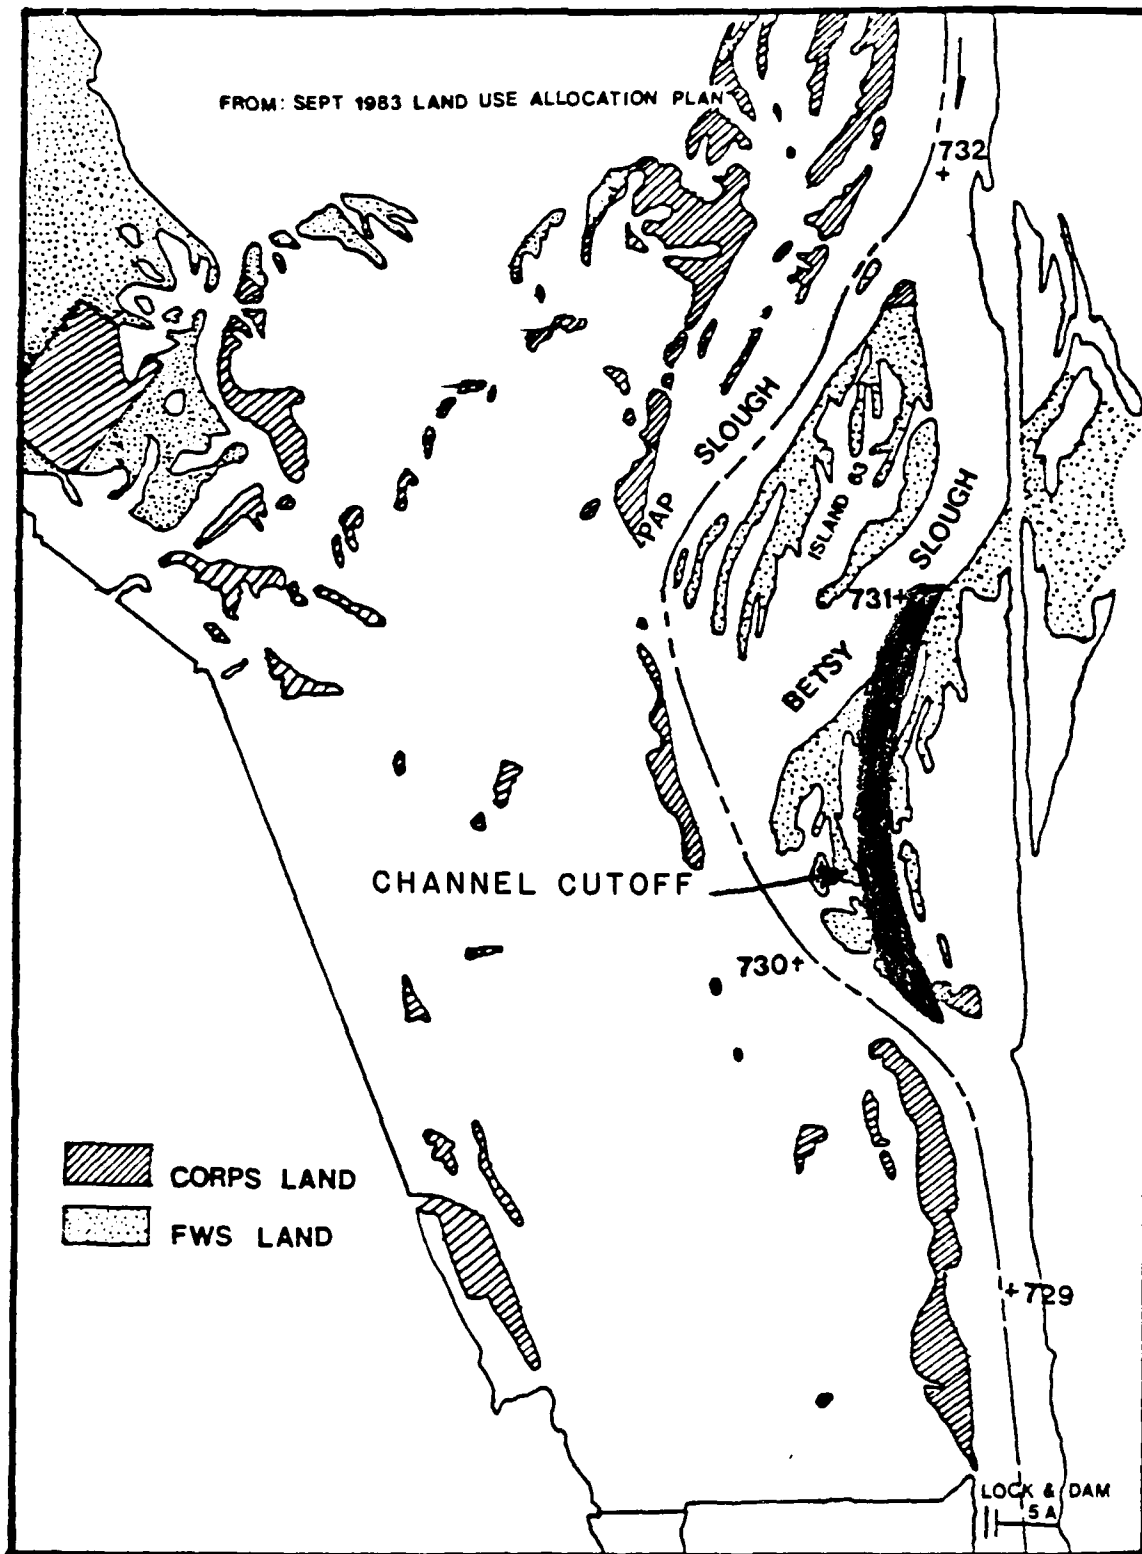 FROM: SEPT 1983 LAND USE ALLOCATION PLAN
732
PAP SLOUGH
ISLAND 63
BETSY SLOUGH
731
CHANNEL CUTOFF
730
CORPS LAND
FWS LAND
729
LOCK & DAM
5A